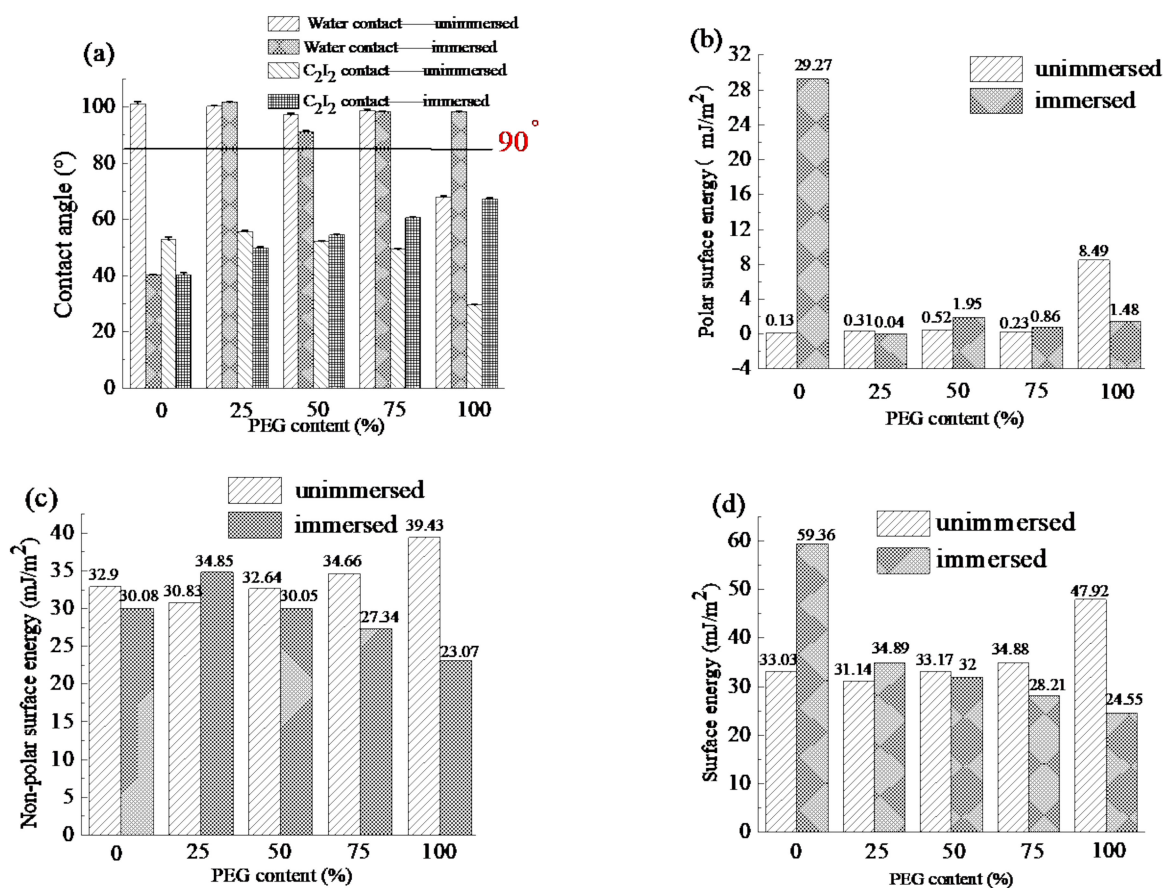 (a)
Water contact——unimmersed
Water contact——immersed
C₂I₂ contact——unimmersed
C₂I₂ contact——immersed
90°
100
80
60
40
20
0
Contact angle (°)
0 25 50 75 100
PEG content (%)
(b)
unimmersed
immersed
32
28
24
20
16
12
8
4
0
−4
Polar surface energy ( mJ/m²)
29.27
8.49
0.13 0.31 0.04 0.52 1.95 0.23 0.86 1.48
0 25 50 75 100
PEG content (%)
(c)
unimmersed
immersed
40
35
30
25
20
15
10
5
0
Non-polar surface energy (mJ/m²)
32.9 30.08 30.83 34.85 32.64 30.05 34.66 27.34 39.43 23.07
0 25 50 75 100
PEG content (%)
(d)
unimmersed
immersed
60
50
40
30
20
10
0
Surface energy (mJ/m²)
33.03 59.36 31.14 34.89 33.17 32 34.88 28.21 47.92 24.55
0 25 50 75 100
PEG content (%)